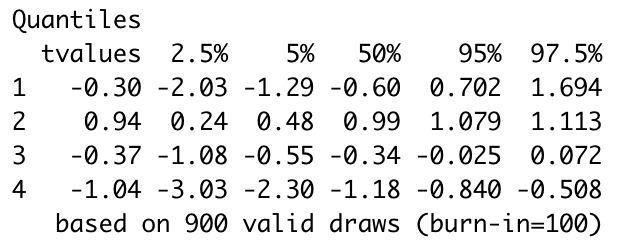 Quantiles
tvalues 2.5% 5% 50% 95% 97.5%
1 -0.30 -2.03 -1.29 -0.60 0.702 1.694
2 0.94 0.24 0.48 0.99 1.079 1.113
3 -0.37 -1.08 -0.55 -0.34 -0.025 0.072
4 -1.04 -3.03 -2.30 -1.18 -0.840 -0.508
based on 900 valid draws (burn-in=100)